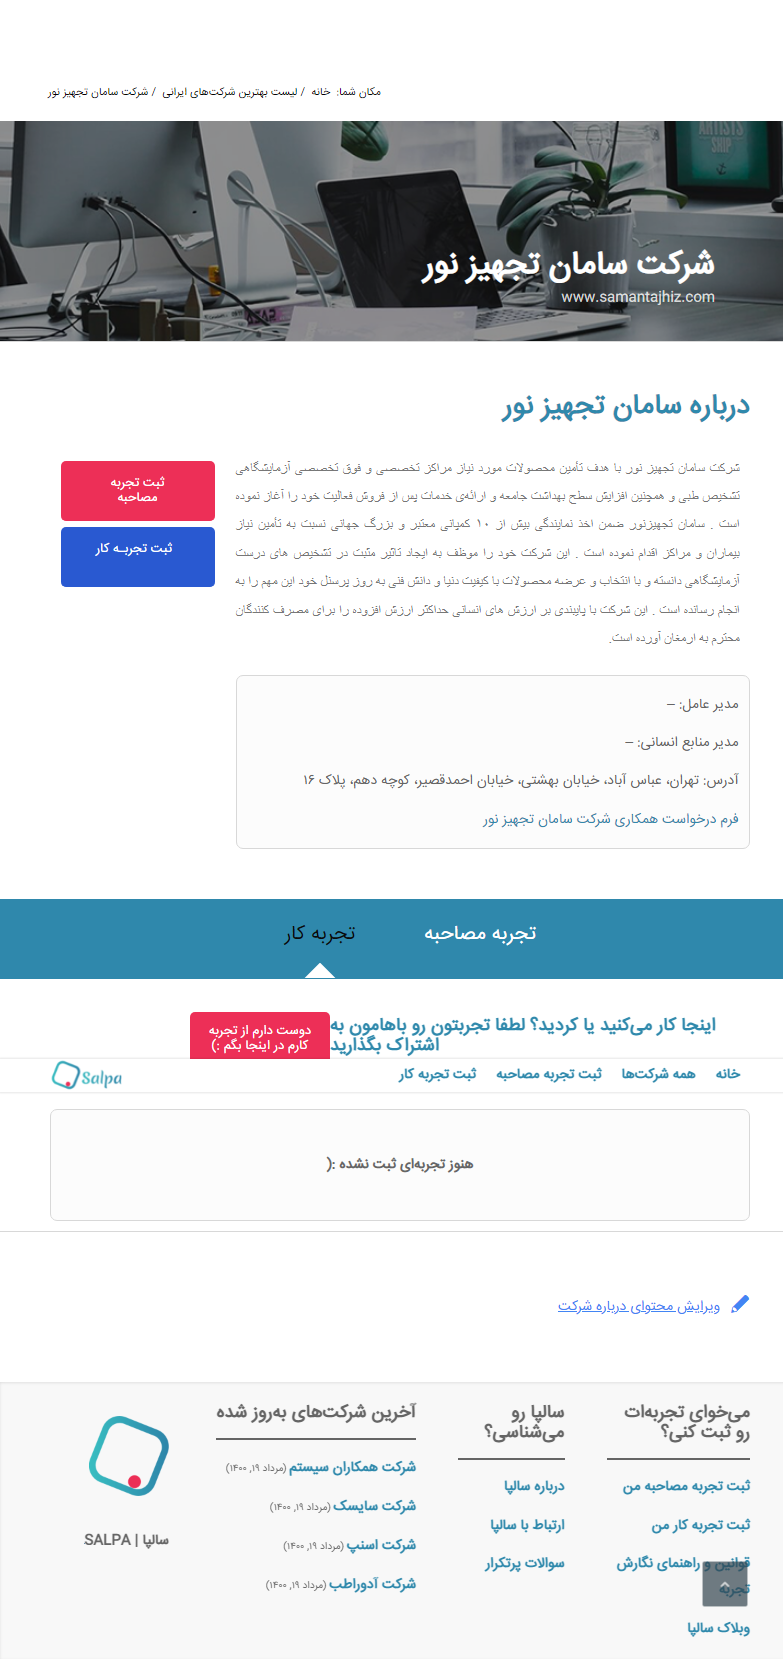 مکان شما: خانه / لیست بهترین شرکت‌های ایرانی / شرکت سامان تجهیز نور
ARTISTS
SHIP
شرکت سامان تجهیز نور
www.samantajhiz.com
درباره سامان تجهیز نور
شرکت سامان تجهیز نور با هدف تأمین محصولات مورد نیاز مراکز تخصصی و فوق تخصصی آزمایشگاهی
تشخیص طبی و همچنین افزایش سطح بهداشت جامعه و ارائه‌ی خدمات پس از فروش فعالیت خود را آغاز نموده
است . سامان تجهیزنور ضمن اخذ نمایندگی بیش از ۱۰ کمپانی معتبر و بزرگ جهانی نسبت به تأمین نیاز
بیماران و مراکز اقدام نموده است . این شرکت خود را موظف به ایجاد تاثیر مثبت در تشخیص های درست
آزمایشگاهی دانسته و با انتخاب و عرضه محصولات با کیفیت دنیا و دانش فنی به روز پرسنل خود این مهم را به
انجام رسانده است . این شرکت با پایبندی بر ارزش های انسانی حداکثر ارزش افزوده را برای مصرف کنندگان
محترم به ارمغان آورده است.
ثبت تجربه
مصاحبه
ثبت تجربـه کار
مدیر عامل: –
مدیر منابع انسانی: –
آدرس: تهران، عباس آباد، خیابان بهشتی، خیابان احمدقصیر، کوچه دهم، پلاک ۱۶
فرم درخواست همکاری شرکت سامان تجهیز نور
تجربه مصاحبه
تجربه کار
اینجا کار می‌کنید یا کردید؟ لطفا تجربتون رو باهامون به
اشتراک بگذارید
دوست دارم از تجربه
کارم در اینجا بگم :)
خانه
همه شرکت‌ها
ثبت تجربه مصاحبه
ثبت تجربه کار
Salpa
هنوز تجربه‌ای ثبت نشده :(
ویرایش محتوای درباره شرکت
می‌خوای تجربه‌ات
رو ثبت کنی؟
ثبت تجربه مصاحبه من
ثبت تجربه کار من
قوانین و راهنمای نگارش
تجربه
وبلاک سالپا
سالپا رو
می‌شناسی؟
درباره سالپا
ارتباط با سالپا
سوالات پرتکرار
آخرین شرکت‌های به‌روز شده
شرکت همکاران سیستم (مرداد ۱۹, ۱۴۰۰)
شرکت سایسک (مرداد ۱۹, ۱۴۰۰)
شرکت اسنپ (مرداد ۱۹, ۱۴۰۰)
شرکت آدوراطب (مرداد ۱۹, ۱۴۰۰)
سالپا | SALPA